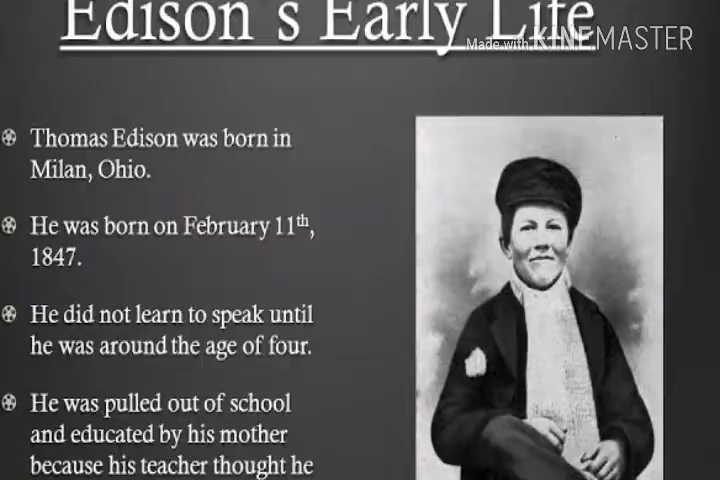 Edison's Early Life
Made with KINEMASTER
Thomas Edison was born in
Milan, Ohio.
He was born on February 11th,
1847.
He did not learn to speak until
he was around the age of four.
He was pulled out of school
and educated by his mother
because his teacher thought he